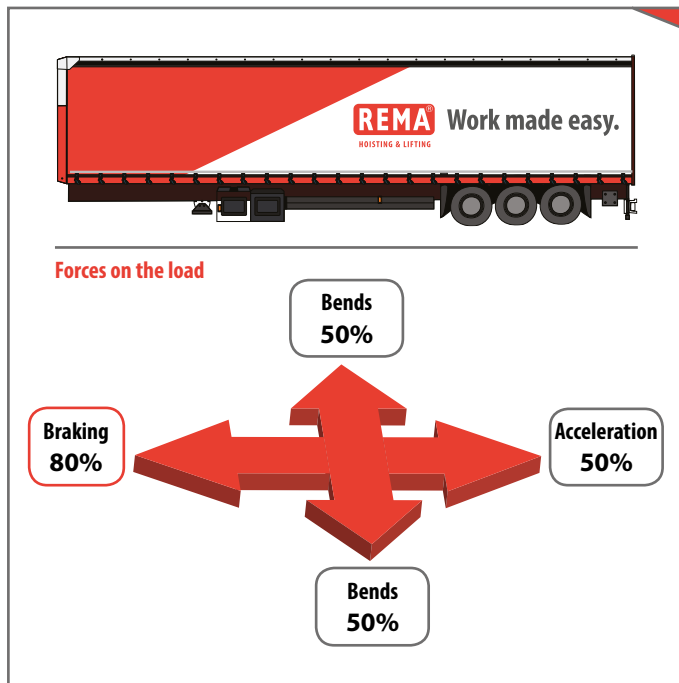 REMA®
HOISTING & LIFTING
Work made easy.
Forces on the load
Bends
50%
Braking
80%
Acceleration
50%
Bends
50%